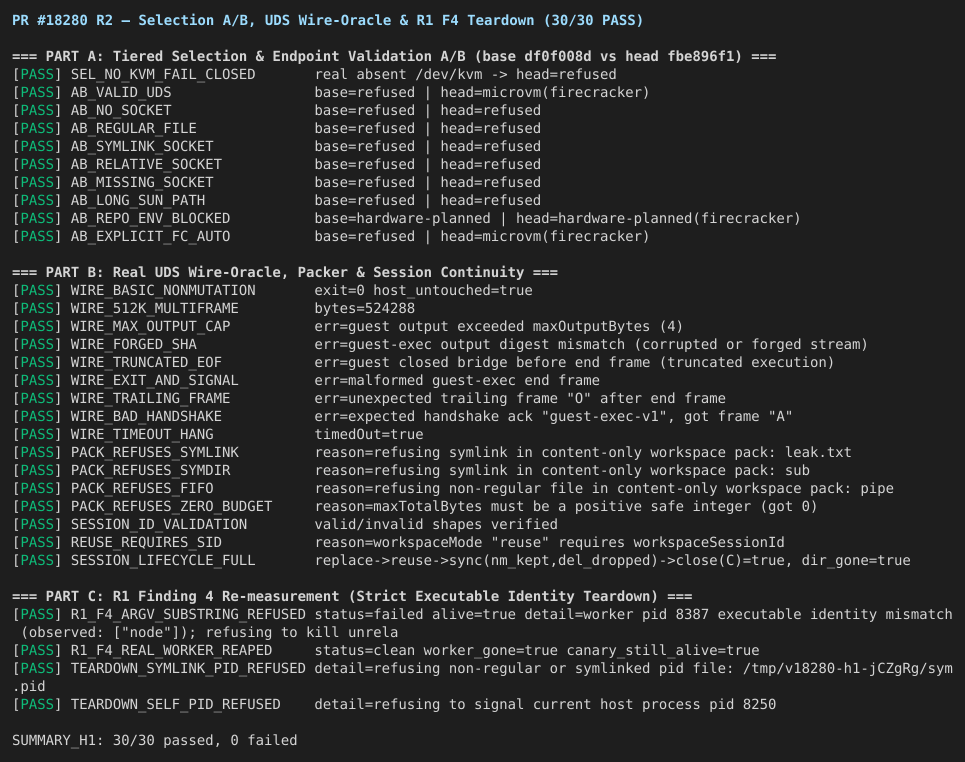 PR #18280 R2 — Selection A/B, UDS Wire-Oracle & R1 F4 Teardown (30/30 PASS)
=== PART A: Tiered Selection & Endpoint Validation A/B (base df0f008d vs head fbe896f1) ===
[PASS] SEL_NO_KVM_FAIL_CLOSED real absent /dev/kvm -> head=refused
[PASS] AB_VALID_UDS base=refused | head=microvm(firecracker)
[PASS] AB_NO_SOCKET base=refused | head=refused
[PASS] AB_REGULAR_FILE base=refused | head=refused
[PASS] AB_SYMLINK_SOCKET base=refused | head=refused
[PASS] AB_RELATIVE_SOCKET base=refused | head=refused
[PASS] AB_MISSING_SOCKET base=refused | head=refused
[PASS] AB_LONG_SUN_PATH base=refused | head=refused
[PASS] AB_REPO_ENV_BLOCKED base=hardware-planned | head=hardware-planned(firecracker)
[PASS] AB_EXPLICIT_FC_AUTO base=refused | head=microvm(firecracker)
=== PART B: Real UDS Wire-Oracle, Packer & Session Continuity ===
[PASS] WIRE_BASIC_NONMUTATION exit=0 host_untouched=true
[PASS] WIRE_512K_MULTIFRAME bytes=524288
[PASS] WIRE_MAX_OUTPUT_CAP err=guest output exceeded maxOutputBytes (4)
[PASS] WIRE_FORGED_SHA err=guest-exec output digest mismatch (corrupted or forged stream)
[PASS] WIRE_TRUNCATED_EOF err=guest closed bridge before end frame (truncated execution)
[PASS] WIRE_EXIT_AND_SIGNAL err=malformed guest-exec end frame
[PASS] WIRE_TRAILING_FRAME err=unexpected trailing frame "O" after end frame
[PASS] WIRE_BAD_HANDSHAKE err=expected handshake ack "guest-exec-v1", got frame "A"
[PASS] WIRE_TIMEOUT_HANG timedOut=true
[PASS] PACK_REFUSES_SYMLINK reason=refusing symlink in content-only workspace pack: leak.txt
[PASS] PACK_REFUSES_SYMDIR reason=refusing symlink in content-only workspace pack: sub
[PASS] PACK_REFUSES_FIFO reason=refusing non-regular file in content-only workspace pack: pipe
[PASS] PACK_REFUSES_ZERO_BUDGET reason=maxTotalBytes must be a positive safe integer (got 0)
[PASS] SESSION_ID_VALIDATION valid/invalid shapes verified
[PASS] REUSE_REQUIRES_SID reason=workspaceMode "reuse" requires workspaceSessionId
[PASS] SESSION_LIFECYCLE_FULL replace->reuse->sync(nm_kept,del_dropped)->close(C)=true, dir_gone=true
=== PART C: R1 Finding 4 Re-measurement (Strict Executable Identity Teardown) ===
[PASS] R1_F4_ARGV_SUBSTRING_REFUSED status=failed alive=true detail=worker pid 8387 executable identity mismatch
(observed: ["node"]); refusing to kill unrela
[PASS] R1_F4_REAL_WORKER_REAPED status=clean worker_gone=true canary_still_alive=true
[PASS] TEARDOWN_SYMLINK_PID_REFUSED detail=refusing non-regular or symlinked pid file: /tmp/v18280-h1-jCZgRg/sym
.pid
[PASS] TEARDOWN_SELF_PID_REFUSED detail=refusing to signal current host process pid 8250
SUMMARY_H1: 30/30 passed, 0 failed